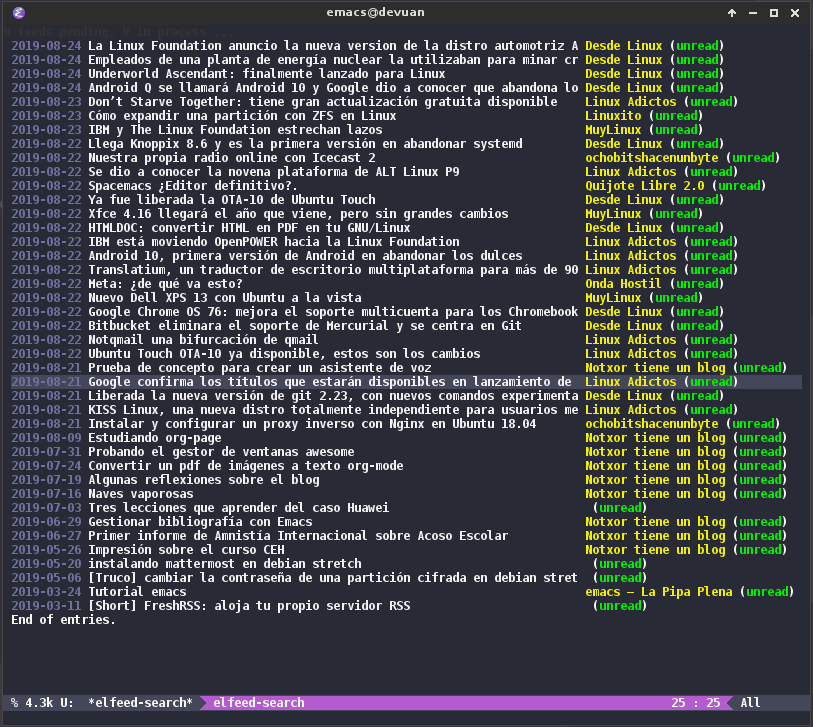 emacs@devuan
0 feeds pending, 0 in process ...
2019-08-24 La Linux Foundation anuncio la nueva version de la distro automotriz A Desde Linux (unread)
2019-08-24 Empleados de una planta de energía nuclear la utilizaban para minar cr Desde Linux (unread)
2019-08-24 Underworld Ascendant: finalmente lanzado para Linux Desde Linux (unread)
2019-08-24 Android Q se llamará Android 10 y Google dio a conocer que abandona lo Desde Linux (unread)
2019-08-23 Don’t Starve Together: tiene gran actualización gratuita disponible Linux Adictos (unread)
2019-08-23 Cómo expandir una partición con ZFS en Linux Linuxito (unread)
2019-08-23 IBM y The Linux Foundation estrechan lazos MuyLinux (unread)
2019-08-22 Llega Knoppix 8.6 y es la primera versión en abandonar systemd Desde Linux (unread)
2019-08-22 Nuestra propia radio online con Icecast 2 ochobitshacenunbyte (unread)
2019-08-22 Se dio a conocer la novena plataforma de ALT Linux P9 Linux Adictos (unread)
2019-08-22 Spacemacs ¿Editor definitivo?. Quijote Libre 2.0 (unread)
2019-08-22 Ya fue liberada la OTA-10 de Ubuntu Touch Desde Linux (unread)
2019-08-22 Xfce 4.16 llegará el año que viene, pero sin grandes cambios MuyLinux (unread)
2019-08-22 HTMLDOC: convertir HTML en PDF en tu GNU/Linux Desde Linux (unread)
2019-08-22 IBM está moviendo OpenPOWER hacia la Linux Foundation Linux Adictos (unread)
2019-08-22 Android 10, primera versión de Android en abandonar los dulces Linux Adictos (unread)
2019-08-22 Translatium, un traductor de escritorio multiplataforma para más de 90 Linux Adictos (unread)
2019-08-22 Meta: ¿de qué va esto? Onda Hostil (unread)
2019-08-22 Nuevo Dell XPS 13 con Ubuntu a la vista MuyLinux (unread)
2019-08-22 Google Chrome OS 76: mejora el soporte multicuenta para los Chromebook Desde Linux (unread)
2019-08-22 Bitbucket eliminara el soporte de Mercurial y se centra en Git Desde Linux (unread)
2019-08-22 Notqmail una bifurcación de qmail Linux Adictos (unread)
2019-08-22 Ubuntu Touch OTA-10 ya disponible, estos son los cambios Linux Adictos (unread)
2019-08-21 Prueba de concepto para crear un asistente de voz Notxor tiene un blog (unread)
2019-08-21 Google confirma los títulos que estarán disponibles en lanzamiento de Linux Adictos (unread)
2019-08-21 Liberada la nueva versión de git 2.23, con nuevos comandos experimenta Desde Linux (unread)
2019-08-21 KISS Linux, una nueva distro totalmente independiente para usuarios me Linux Adictos (unread)
2019-08-21 Instalar y configurar un proxy inverso con Nginx en Ubuntu 18.04 ochobitshacenunbyte (unread)
2019-08-09 Estudiando org-page Notxor tiene un blog (unread)
2019-07-31 Probando el gestor de ventanas awesome Notxor tiene un blog (unread)
2019-07-24 Convertir un pdf de imágenes a texto org-mode Notxor tiene un blog (unread)
2019-07-19 Algunas reflexiones sobre el blog Notxor tiene un blog (unread)
2019-07-16 Naves vaporosas Notxor tiene un blog (unread)
2019-07-03 Tres lecciones que aprender del caso Huawei (unread)
2019-06-29 Gestionar bibliografía con Emacs Notxor tiene un blog (unread)
2019-06-27 Primer informe de Amnistía Internacional sobre Acoso Escolar Notxor tiene un blog (unread)
2019-05-26 Impresión sobre el curso CEH Notxor tiene un blog (unread)
2019-05-20 instalando mattermost en debian stretch (unread)
2019-05-06 [Truco] cambiar la contraseña de una partición cifrada en debian stret (unread)
2019-03-24 Tutorial emacs emacs – La Pipa Plena (unread)
2019-03-11 [Short] FreshRSS: aloja tu propio servidor RSS (unread)
End of entries.
% 4.3k U: *elfeed-search* elfeed-search 25 : 25 All